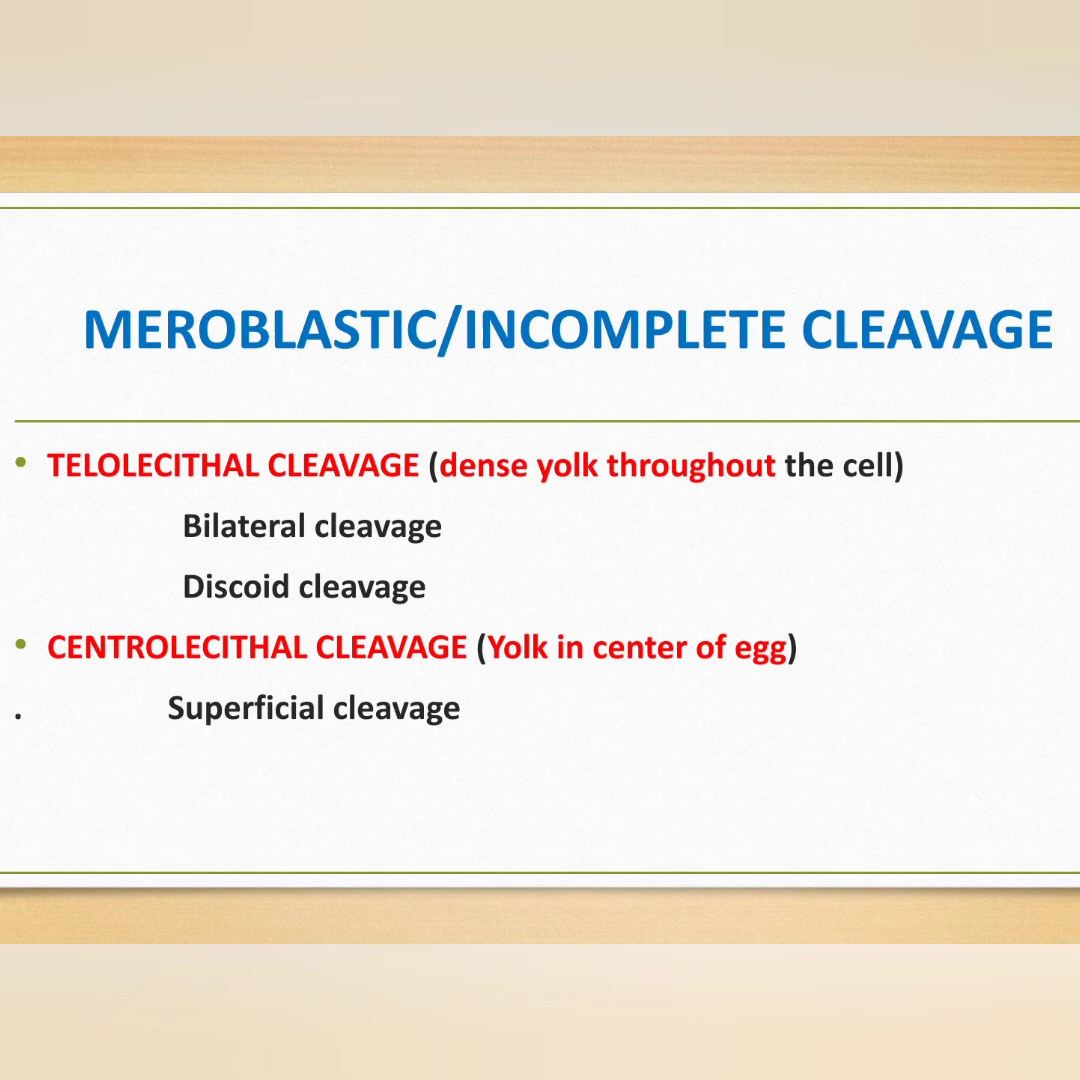 MEROBLASTIC/INCOMPLETE CLEAVAGE
• TELOLECITHAL CLEAVAGE (dense yolk throughout the cell)
Bilateral cleavage
Discoid cleavage
• CENTROLECITHAL CLEAVAGE (Yolk in center of egg)
. Superficial cleavage